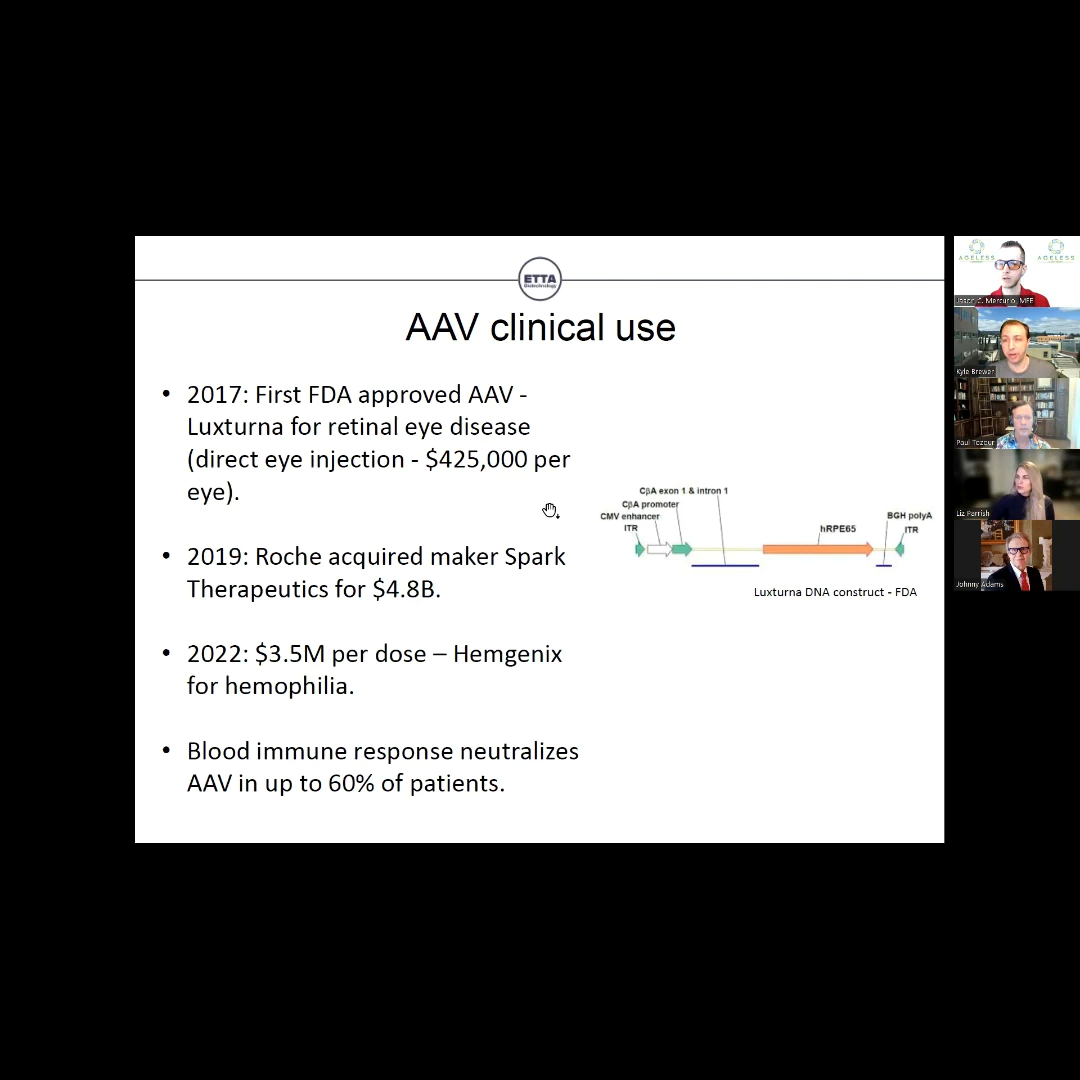 ETTA
Biotechnology
AAV clinical use
• 2017: First FDA approved AAV -
Luxturna for retinal eye disease
(direct eye injection - $425,000 per
eye).
• 2019: Roche acquired maker Spark
Therapeutics for $4.8B.
• 2022: $3.5M per dose – Hemgenix
for hemophilia.
• Blood immune response neutralizes
AAV in up to 60% of patients.
CβA exon 1 & intron 1
CβA promoter
CMV enhancer
ITR
hRPE65
BGH polyA
ITR
Luxturna DNA construct - FDA
AGELESS
AGELESS
C. Mercurio, MFE
Kyle Brewer
Paul Tozour
Liz Parrish
Johnny Adams